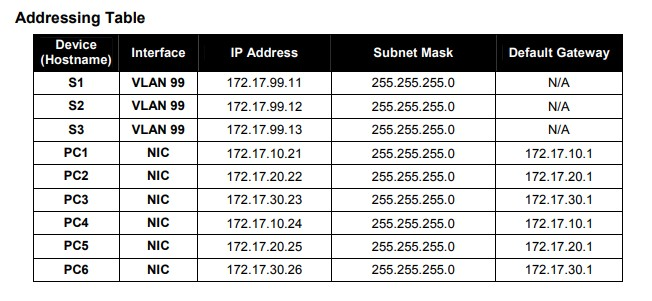 Addressing Table
Device (Hostname) Interface IP Address Subnet Mask Default Gateway
S1 VLAN 99 172.17.99.11 255.255.255.0 N/A
S2 VLAN 99 172.17.99.12 255.255.255.0 N/A
S3 VLAN 99 172.17.99.13 255.255.255.0 N/A
PC1 NIC 172.17.10.21 255.255.255.0 172.17.10.1
PC2 NIC 172.17.20.22 255.255.255.0 172.17.20.1
PC3 NIC 172.17.30.23 255.255.255.0 172.17.30.1
PC4 NIC 172.17.10.24 255.255.255.0 172.17.10.1
PC5 NIC 172.17.20.25 255.255.255.0 172.17.20.1
PC6 NIC 172.17.30.26 255.255.255.0 172.17.30.1